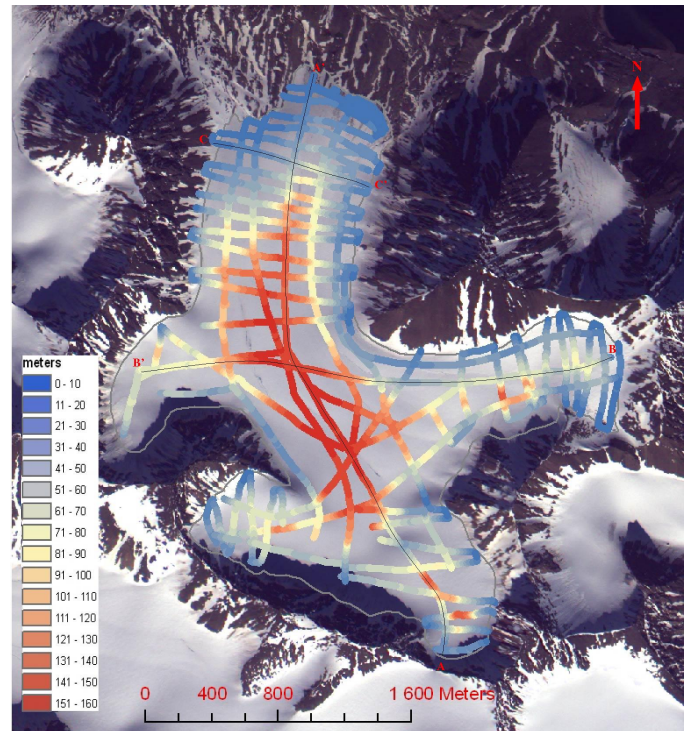 A'
N
C
C'
B
B'
meters
0 - 10
11 - 20
21 - 30
31 - 40
41 - 50
51 - 60
61 - 70
71 - 80
81 - 90
91 - 100
101 - 110
111 - 120
121 - 130
131 - 140
141 - 150
151 - 160
A
0 400 800 1 600 Meters